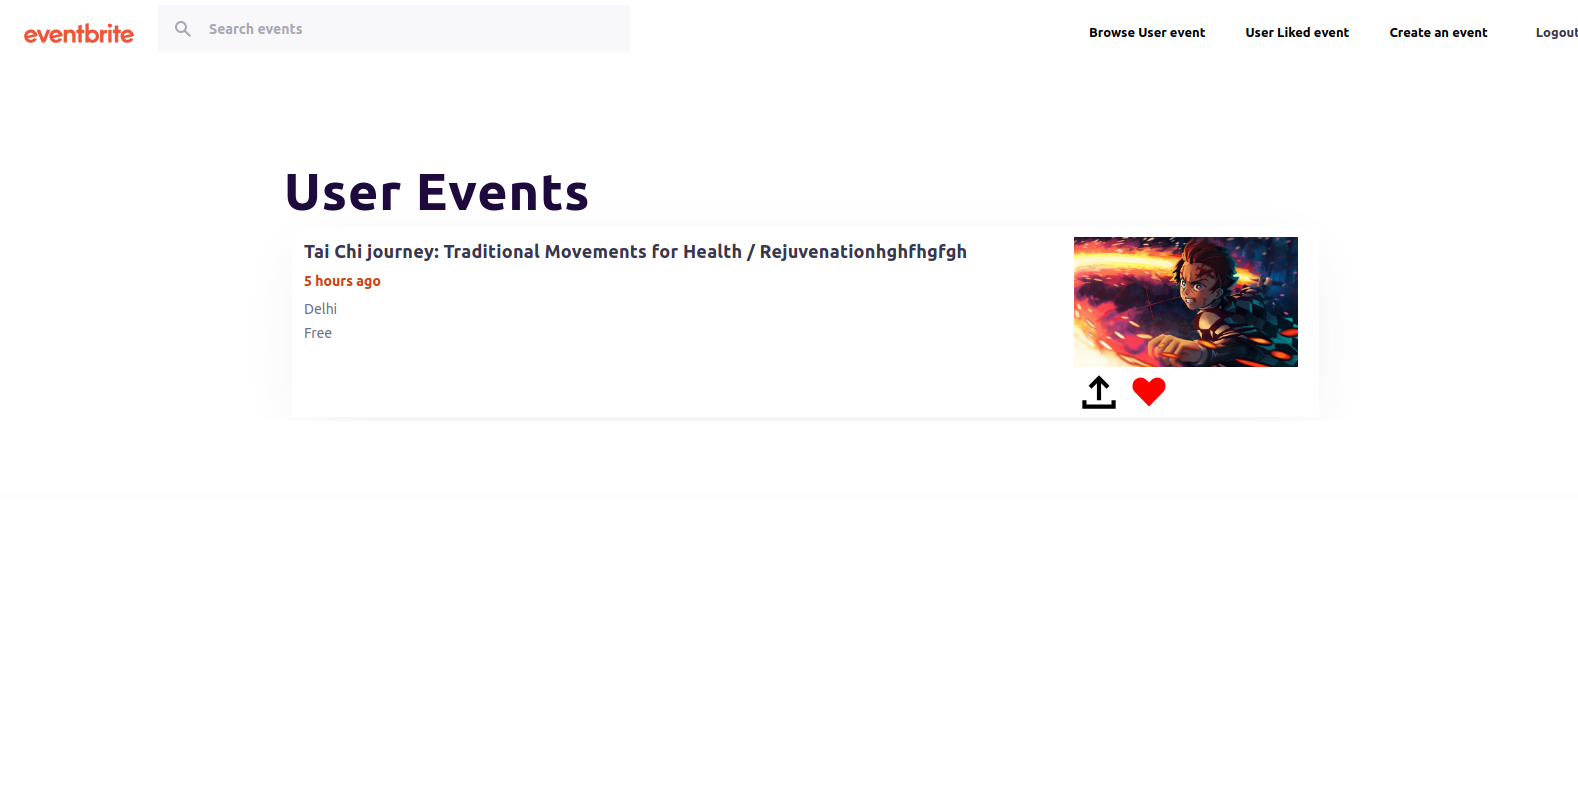 eventbrite
Search events
Browse User event
User Liked event
Create an event
Logout
User Events
Tai Chi journey: Traditional Movements for Health / Rejuvenationhghfhgfgh
5 hours ago
Delhi
Free